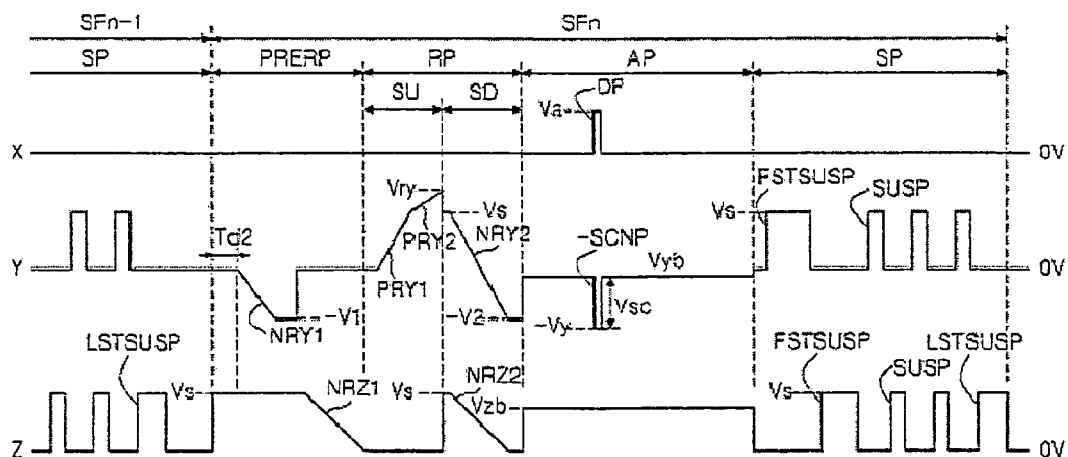 SFn-1 SFn
SP PRERP RP AP SP
SU SD
DP
Va
X 0V
Vry
Vs
FSTSUSP SUSP
Vs
Td2
PRY2 NRY2 -SCNP
Y Vyb 0V
PRY1
Vsc
NRY1 -V1 -V2 -Vy
LSTSUSP FSTSUSP SUSP LSTSUSP
Vs NRZ1 Vs NRZ2 Vzb Vs
Z 0V